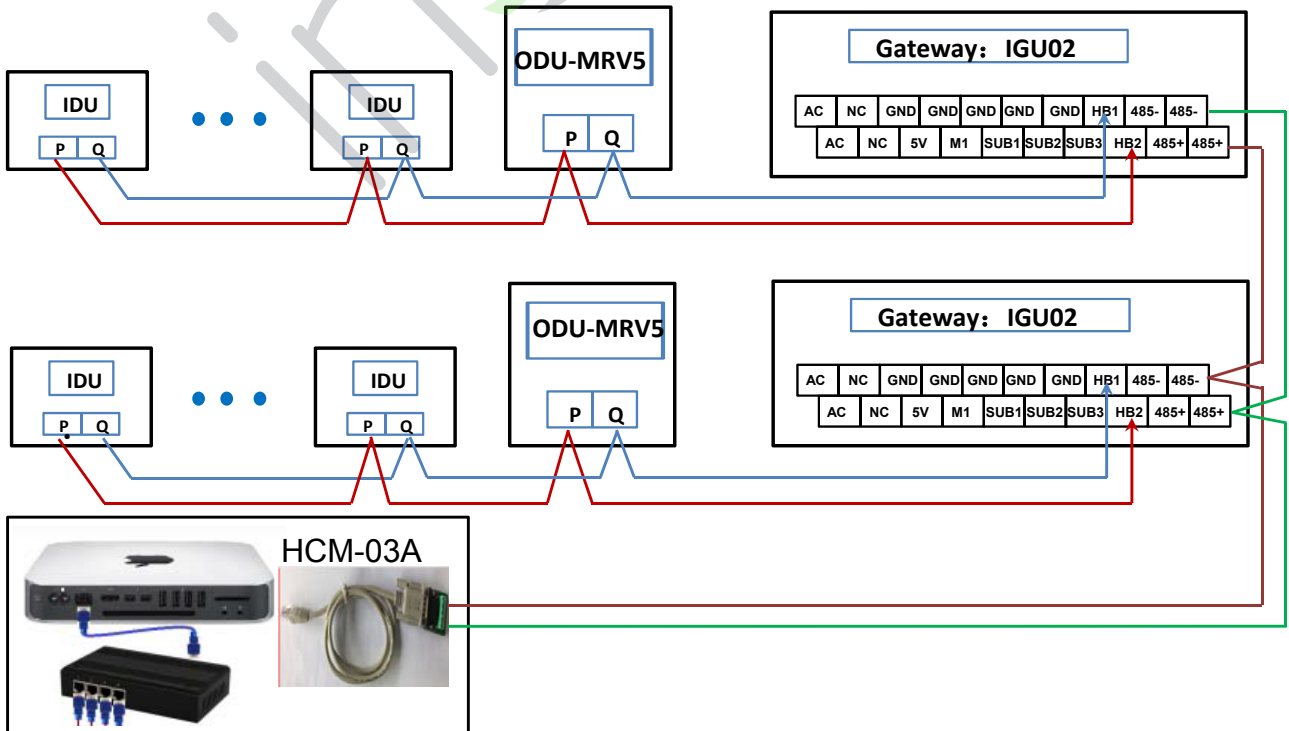 ODU-MRV5
Gateway：IGU02
IDU
IDU
AC NC GND GND GND GND GND HB1 485- 485-
P Q
P Q
P Q
AC NC 5V M1 SUB1 SUB2 SUB3 HB2 485+ 485+
ODU-MRV5
Gateway：IGU02
IDU
IDU
AC NC GND GND GND GND GND HB1 485- 485-
P Q
P Q
P Q
AC NC 5V M1 SUB1 SUB2 SUB3 HB2 485+ 485+
HCM-03A